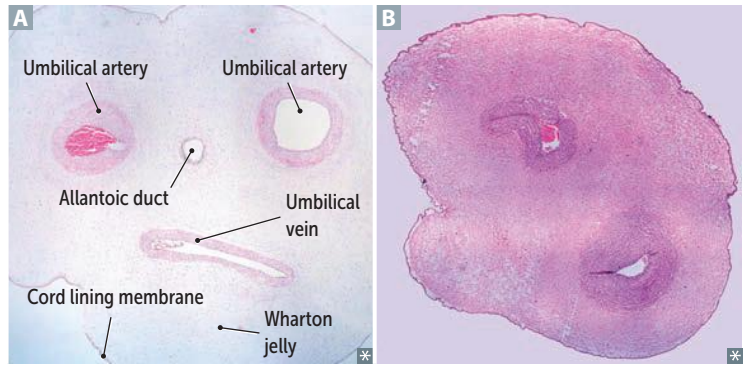 A
B
Umbilical artery
Umbilical artery
Allantoic duct
Umbilical
vein
Cord lining membrane
Wharton
jelly